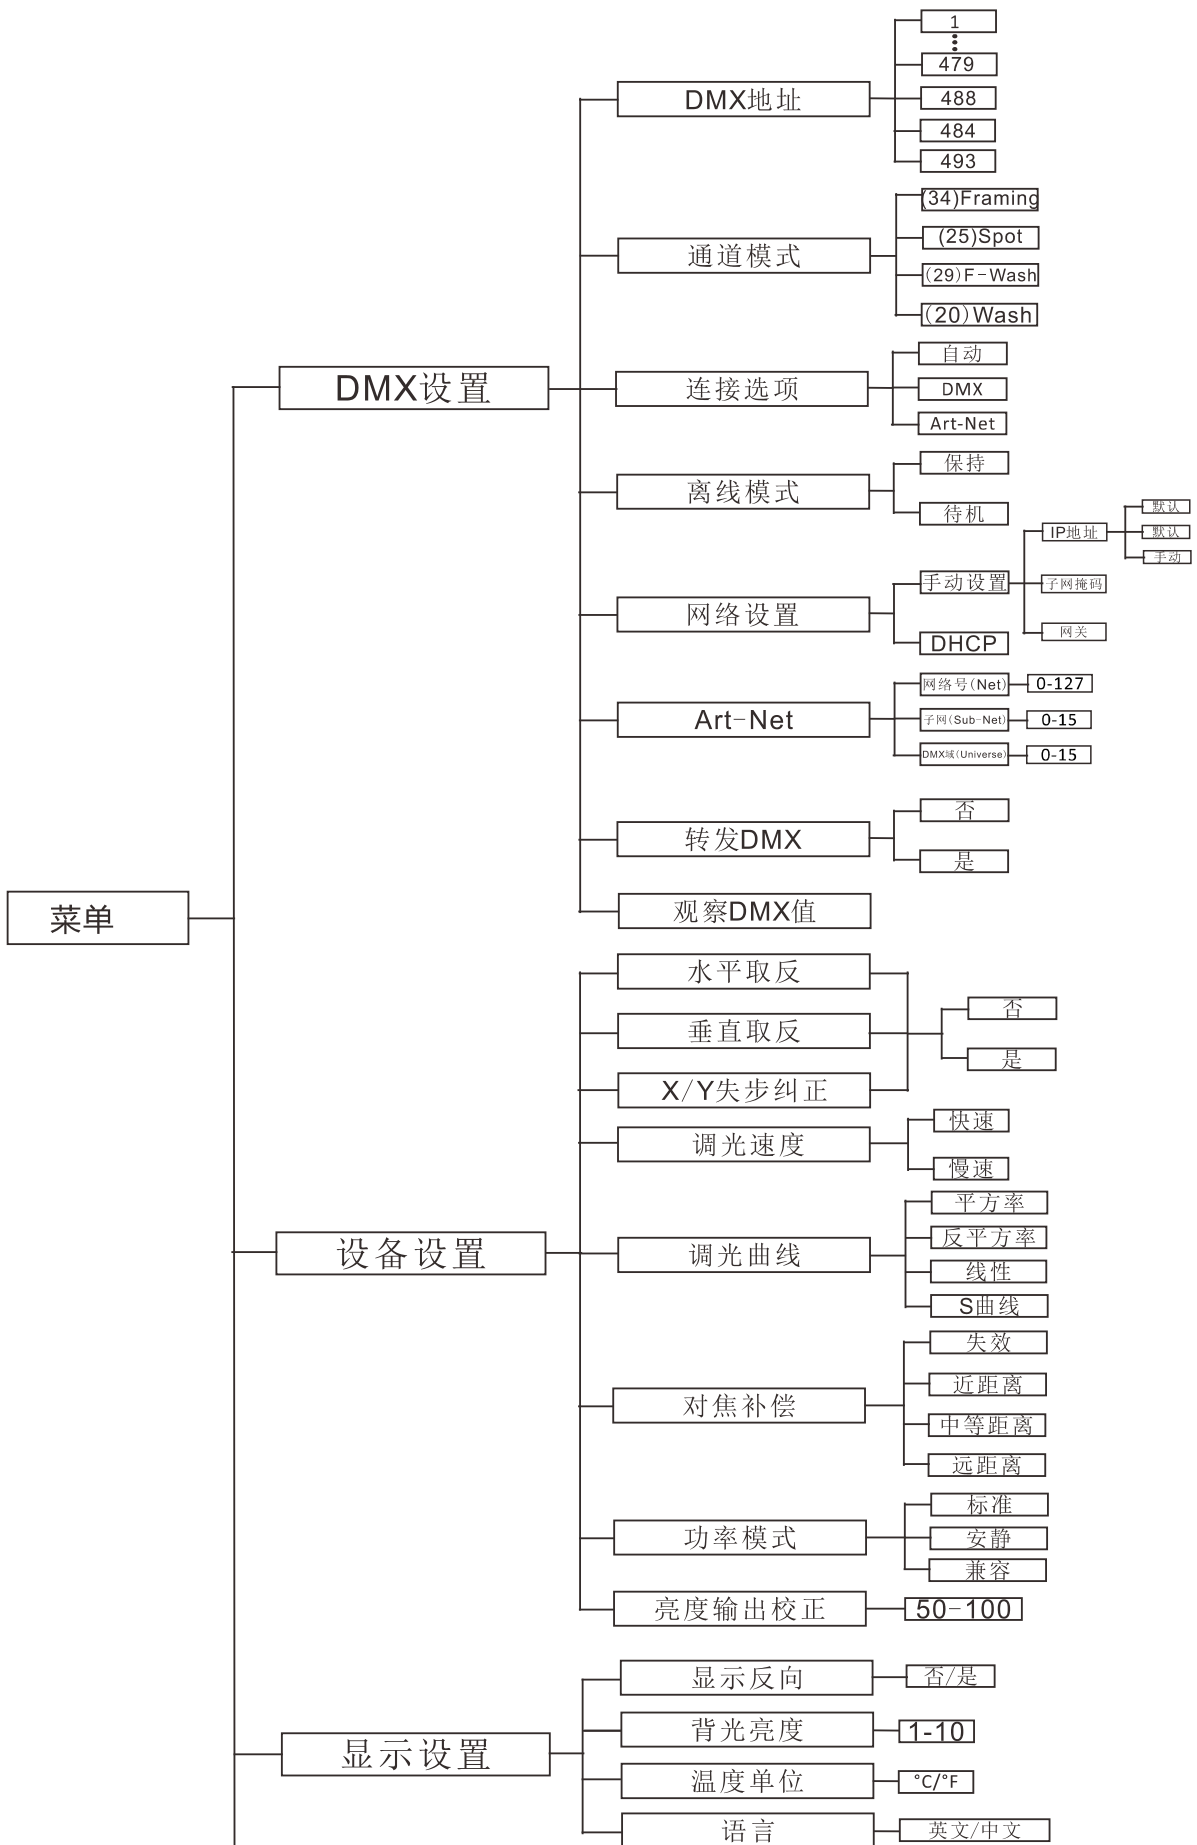 菜单
DMX设置
DMX地址
1
479
488
484
493
通道模式
(34)Framing
(25)Spot
(29)F-Wash
(20)Wash
连接选项
自动
DMX
Art-Net
离线模式
保持
待机
网络设置
手动设置
IP地址
默认
默认
手动
子网掩码
网关
DHCP
Art-Net
网络号(Net)
0-127
子网(Sub-Net)
0-15
DMX域(Universe)
0-15
转发DMX
否
是
观察DMX值
设备设置
水平取反
垂直取反
X/Y失步纠正
否
是
调光速度
快速
慢速
调光曲线
平方率
反平方率
线性
S曲线
对焦补偿
失效
近距离
中等距离
远距离
功率模式
标准
安静
兼容
亮度输出校正
50-100
显示设置
显示反向
否/是
背光亮度
1-10
温度单位
°C/°F
语言
英文/中文